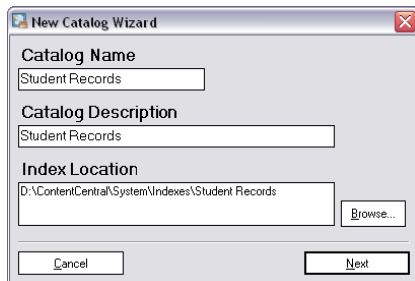 New Catalog Wizard
Catalog Name
Student Records
Catalog Description
Student Records
Index Location
D:\ContentCentral\System\Indexes\Student Records
Browse...
Cancel
Next